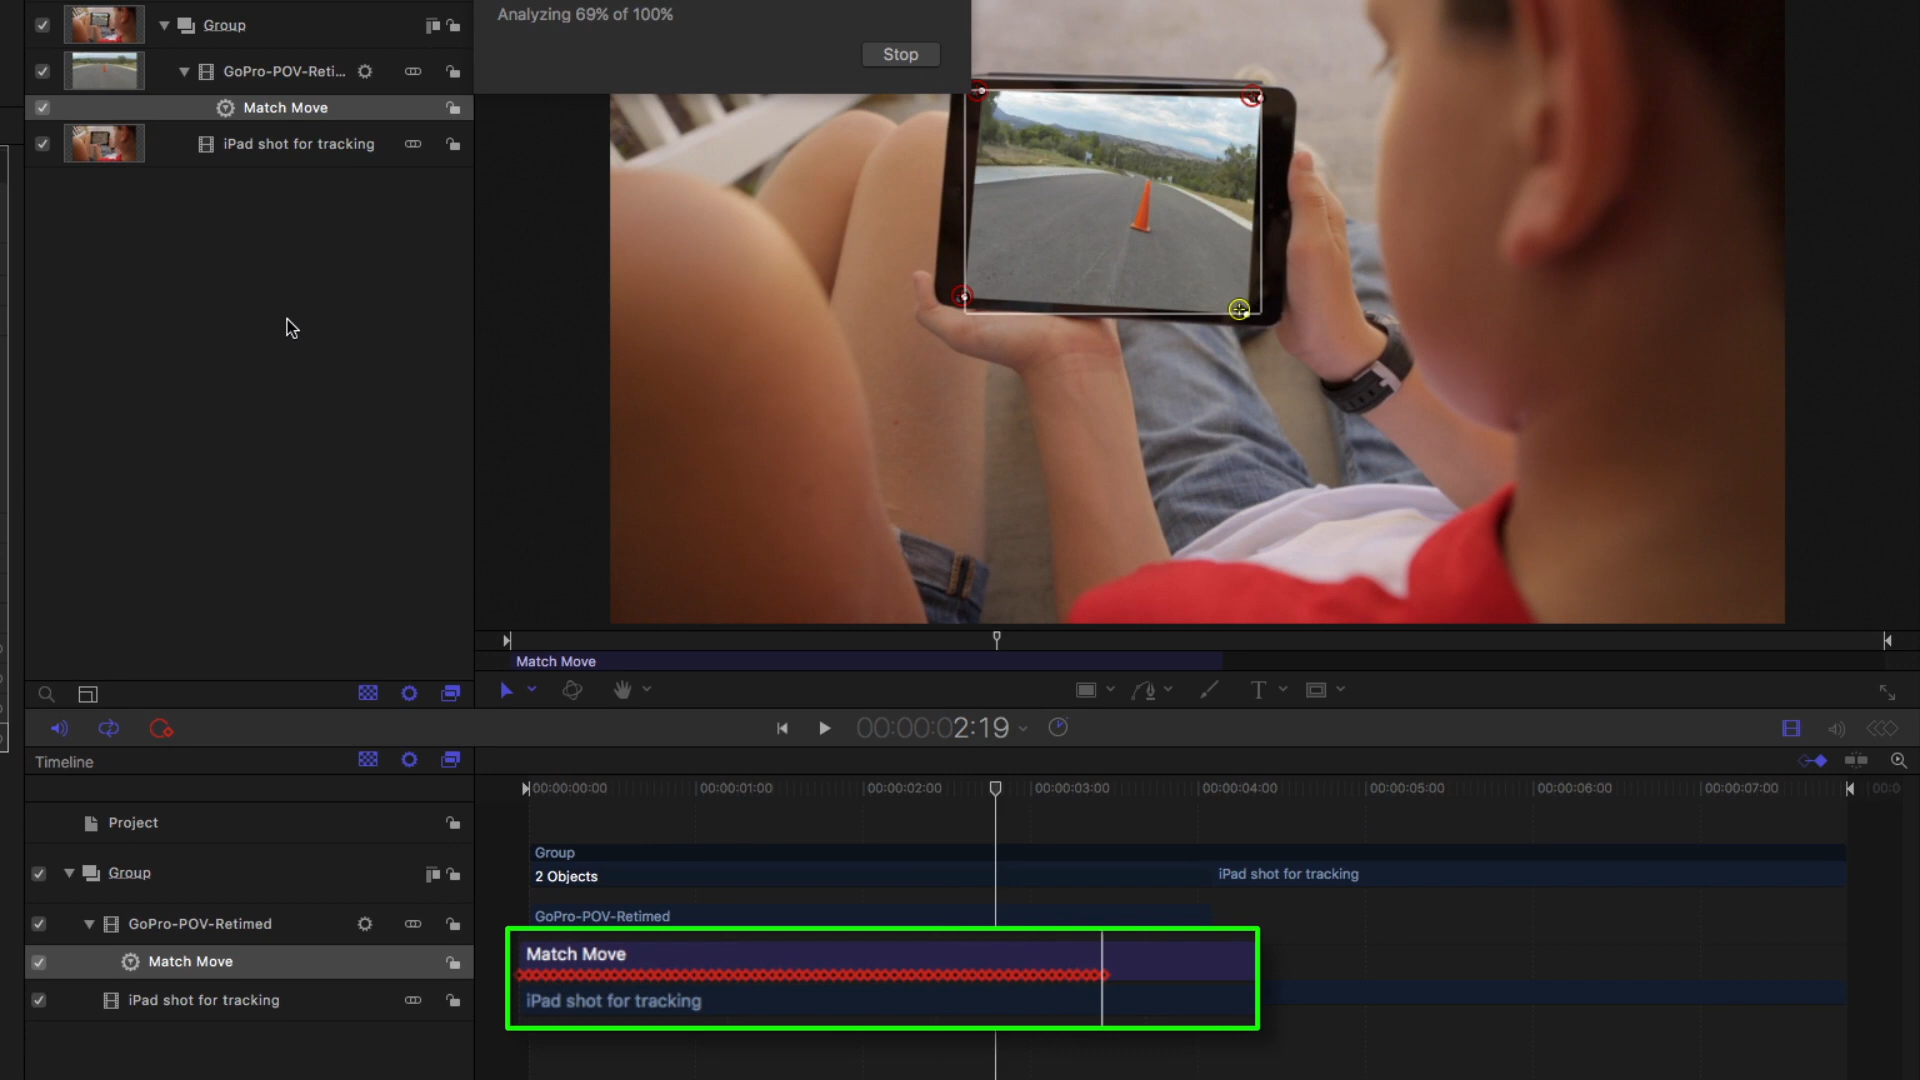 Analyzing 69% of 100%
Stop
Group
GoPro-POV-Reti...
Match Move
iPad shot for tracking
Match Move
T
00:00:02:19
Timeline
00:00:00:00
00:00:01:00
00:00:02:00
00:00:03:00
00:00:04:00
00:00:05:00
00:00:06:00
00:00:07:00
00:0
Project
Group
Group
2 Objects
iPad shot for tracking
GoPro-POV-Retimed
GoPro-POV-Retimed
Match Move
Match Move
iPad shot for tracking
iPad shot for tracking